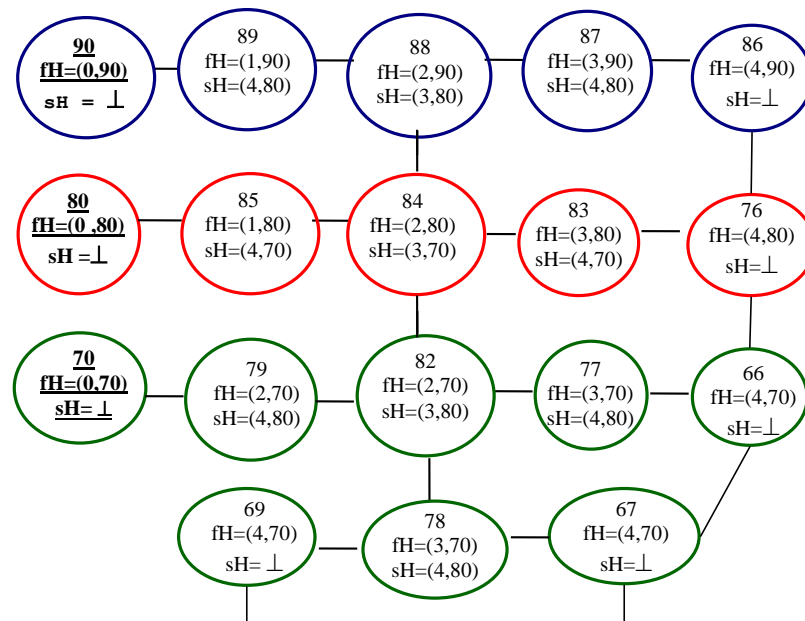 90
fH=(0,90)
sH = ⊥
89
fH=(1,90)
sH=(4,80)
88
fH=(2,90)
sH=(3,80)
87
fH=(3,90)
sH=(4,80)
86
fH=(4,90)
sH=⊥
80
fH=(0 ,80)
sH =⊥
85
fH=(1,80)
sH=(4,70)
84
fH=(2,80)
sH=(3,70)
83
fH=(3,80)
sH=(4,70)
76
fH=(4,80)
sH=⊥
70
fH=(0,70)
sH= ⊥
79
fH=(2,70)
sH=(4,80)
82
fH=(2,70)
sH=(3,80)
77
fH=(3,70)
sH=(4,80)
66
fH=(4,70)
sH=⊥
69
fH=(4,70)
sH= ⊥
78
fH=(3,70)
sH=(4,80)
67
fH=(4,70)
sH= ⊥